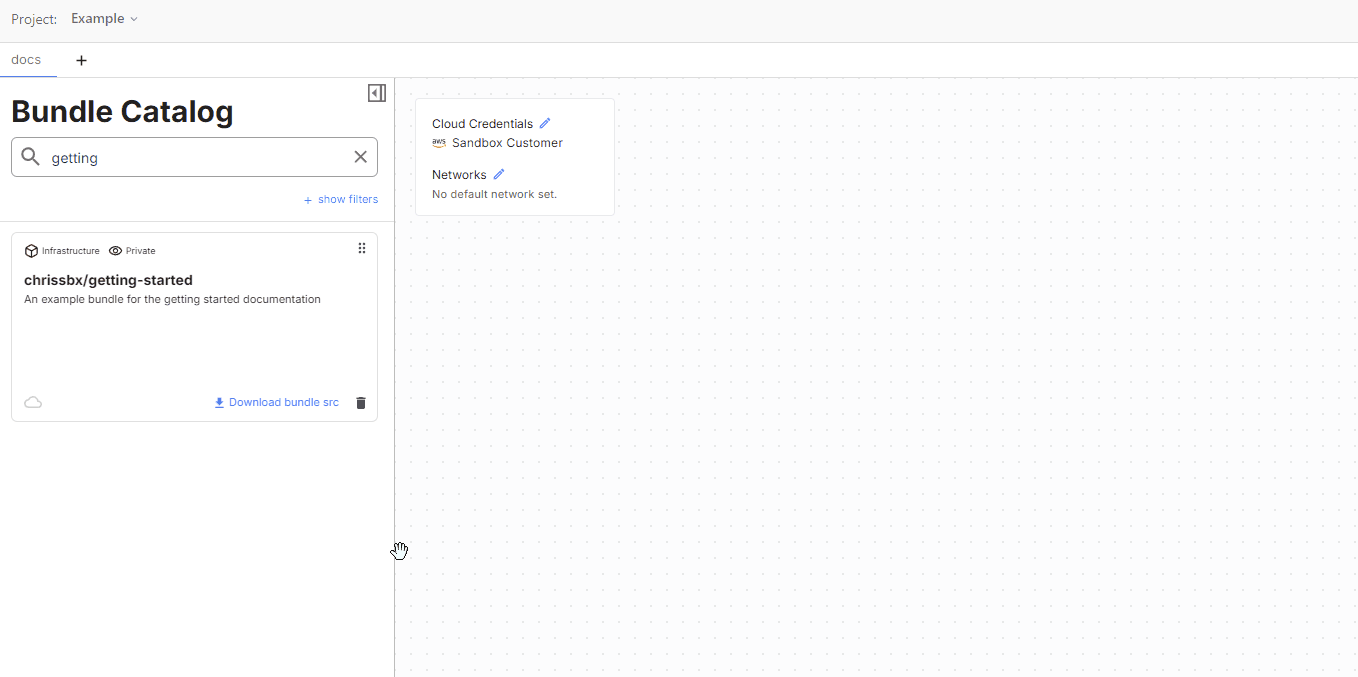 Project: Example
docs +
Bundle Catalog
getting
+ show filters
Infrastructure Private
chrissbx/getting-started
An example bundle for the getting started documentation
Download bundle src
Cloud Credentials
aws Sandbox Customer
Networks
No default network set.